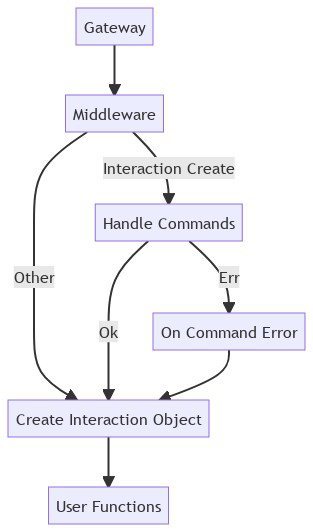 Gateway
Middleware
Interaction Create
Handle Commands
Other
Err
Ok
On Command Error
Create Interaction Object
User Functions